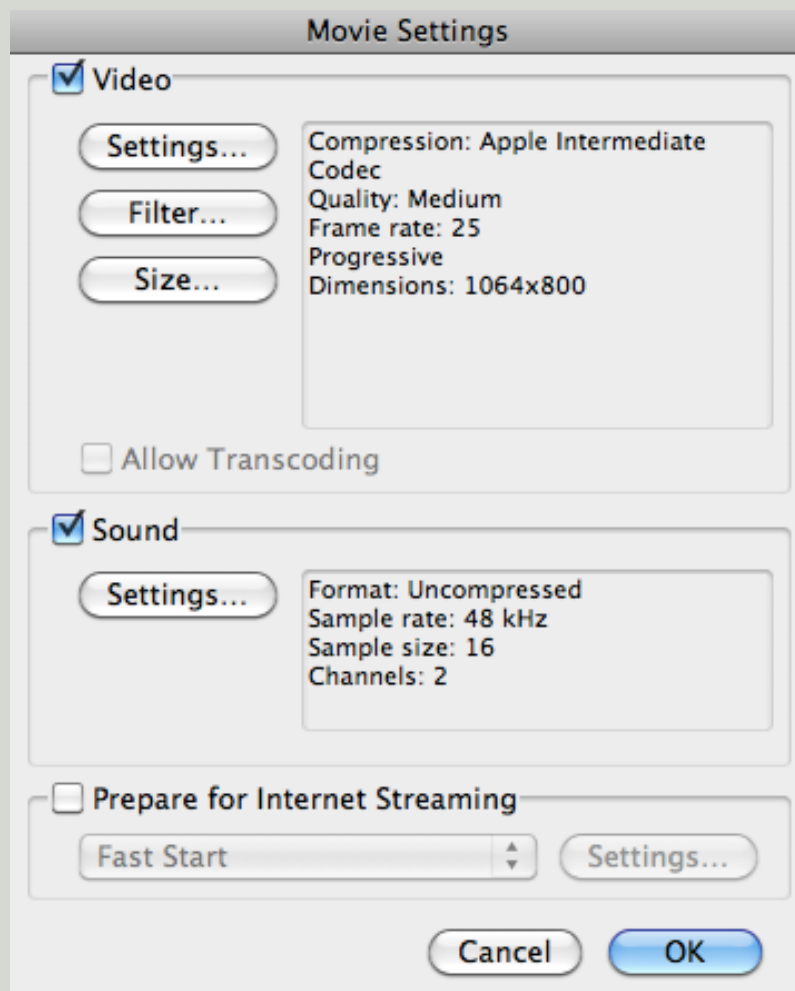 Movie Settings
Video
Settings...
Filter...
Size...
Compression: Apple Intermediate
Codec
Quality: Medium
Frame rate: 25
Progressive
Dimensions: 1064x800
Allow Transcoding
Sound
Settings...
Format: Uncompressed
Sample rate: 48 kHz
Sample size: 16
Channels: 2
Prepare for Internet Streaming
Fast Start
Settings...
Cancel
OK